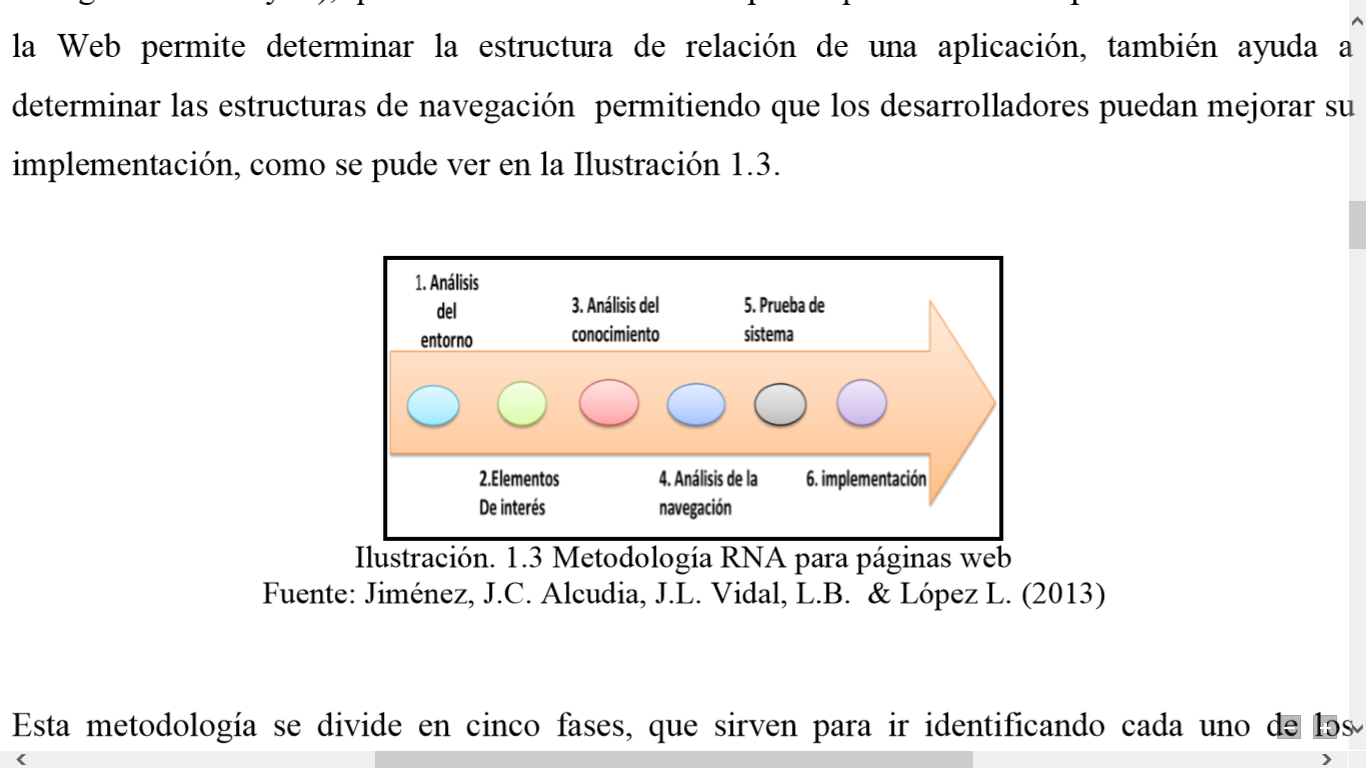 la Web permite determinar la estructura de relación de una aplicación, también ayuda a
determinar las estructuras de navegación permitiendo que los desarrolladores puedan mejorar su
implementación, como se pude ver en la Ilustración 1.3.
1. Análisis
del
entorno
3. Análisis del
conocimiento
5. Prueba de
sistema
2.Elementos
De interés
4. Análisis de la
navegación
6. implementación
Ilustración. 1.3 Metodología RNA para páginas web
Fuente: Jiménez, J.C. Alcudia, J.L. Vidal, L.B. & López L. (2013)
Esta metodología se divide en cinco fases, que sirven para ir identificando cada uno de los